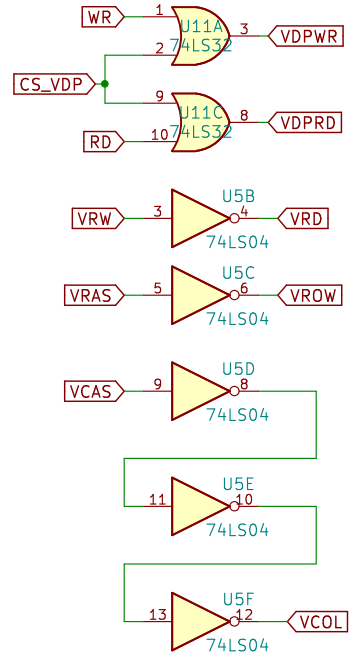 WR 1 U11A 3 VDPWR
2 74LS32
CS_VDP
9 U11C 8 VDPRD
RD 10 74LS32
U5B
VRW 3 4 VRD
74LS04
U5C
VRAS 5 6 VROW
74LS04
U5D
VCAS 9 8
74LS04
U5E
11 10
74LS04
U5F
13 12 VCOL
74LS04